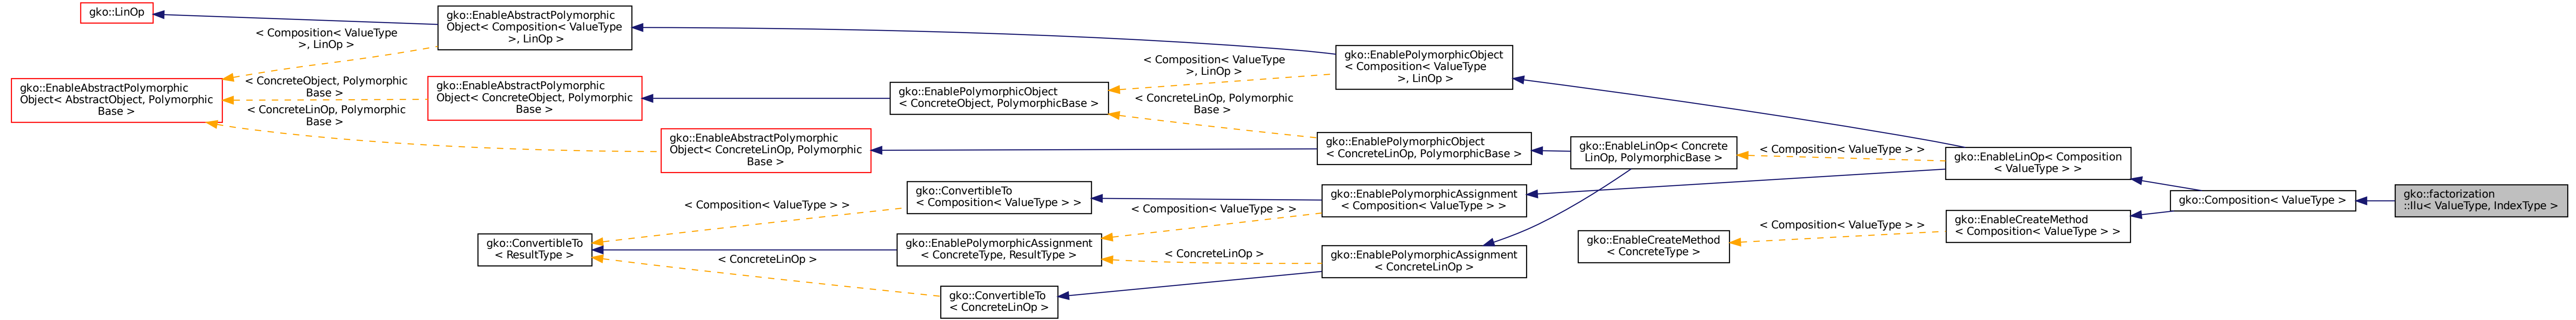 gko::LinOp
gko::EnableAbstractPolymorphic
Object< Composition< ValueType
>, LinOp >
< Composition< ValueType
>, LinOp >
gko::EnableAbstractPolymorphic
Object< AbstractObject, Polymorphic
Base >
< ConcreteObject, Polymorphic
Base >
< ConcreteLinOp, Polymorphic
Base >
gko::EnableAbstractPolymorphic
Object< ConcreteObject, Polymorphic
Base >
gko::EnableAbstractPolymorphic
Object< ConcreteLinOp, Polymorphic
Base >
gko::EnablePolymorphicObject
< ConcreteObject, PolymorphicBase >
< Composition< ValueType
>, LinOp >
< ConcreteLinOp, Polymorphic
Base >
gko::EnablePolymorphicObject
< Composition< ValueType
>, LinOp >
gko::EnablePolymorphicObject
< ConcreteLinOp, PolymorphicBase >
gko::EnableLinOp< Concrete
LinOp, PolymorphicBase >
< Composition< ValueType > >
gko::EnableLinOp< Composition
< ValueType > >
gko::ConvertibleTo
< ResultType >
< Composition< ValueType > >
< ConcreteLinOp >
gko::ConvertibleTo
< Composition< ValueType > >
gko::EnablePolymorphicAssignment
< ConcreteType, ResultType >
gko::ConvertibleTo
< ConcreteLinOp >
< Composition< ValueType > >
< ConcreteLinOp >
gko::EnablePolymorphicAssignment
< Composition< ValueType > >
gko::EnablePolymorphicAssignment
< ConcreteLinOp >
gko::EnableCreateMethod
< ConcreteType >
< Composition< ValueType > >
gko::EnableCreateMethod
< Composition< ValueType > >
gko::Composition< ValueType >
gko::factorization
::Ilu< ValueType, IndexType >